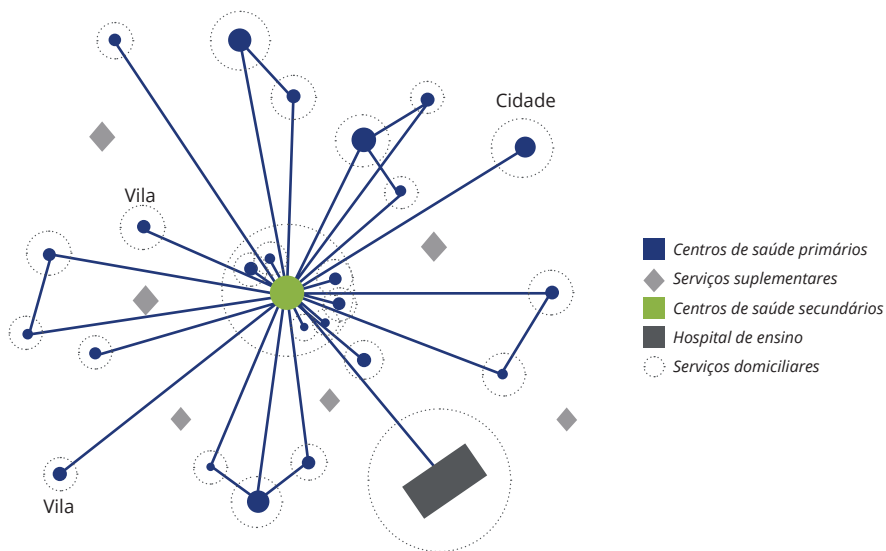 Cidade
Vila
Centros de saúde primários
Serviços suplementares
Centros de saúde secundários
Hospital de ensino
Serviços domiciliares
Vila